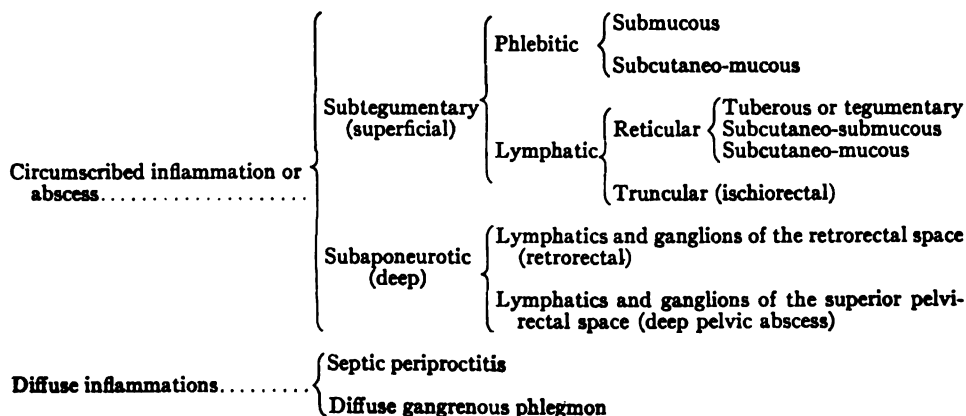 Circumscribed inflammation or
abscess
Subtegumentary
(superficial)
Phlebitic
Submucous
Subcutaneo-mucous
Lymphatic
Reticular
Tuberous or tegumentary
Subcutaneo-submucous
Subcutaneo-mucous
Truncular (ischiorectal)
Subaponeurotic
(deep)
Lymphatics and ganglions of the retrorectal space
(retrorectal)
Lymphatics and ganglions of the superior pelvi-
rectal space (deep pelvic abscess)
Diffuse inflammations
Septic periproctitis
Diffuse gangrenous phlegmon